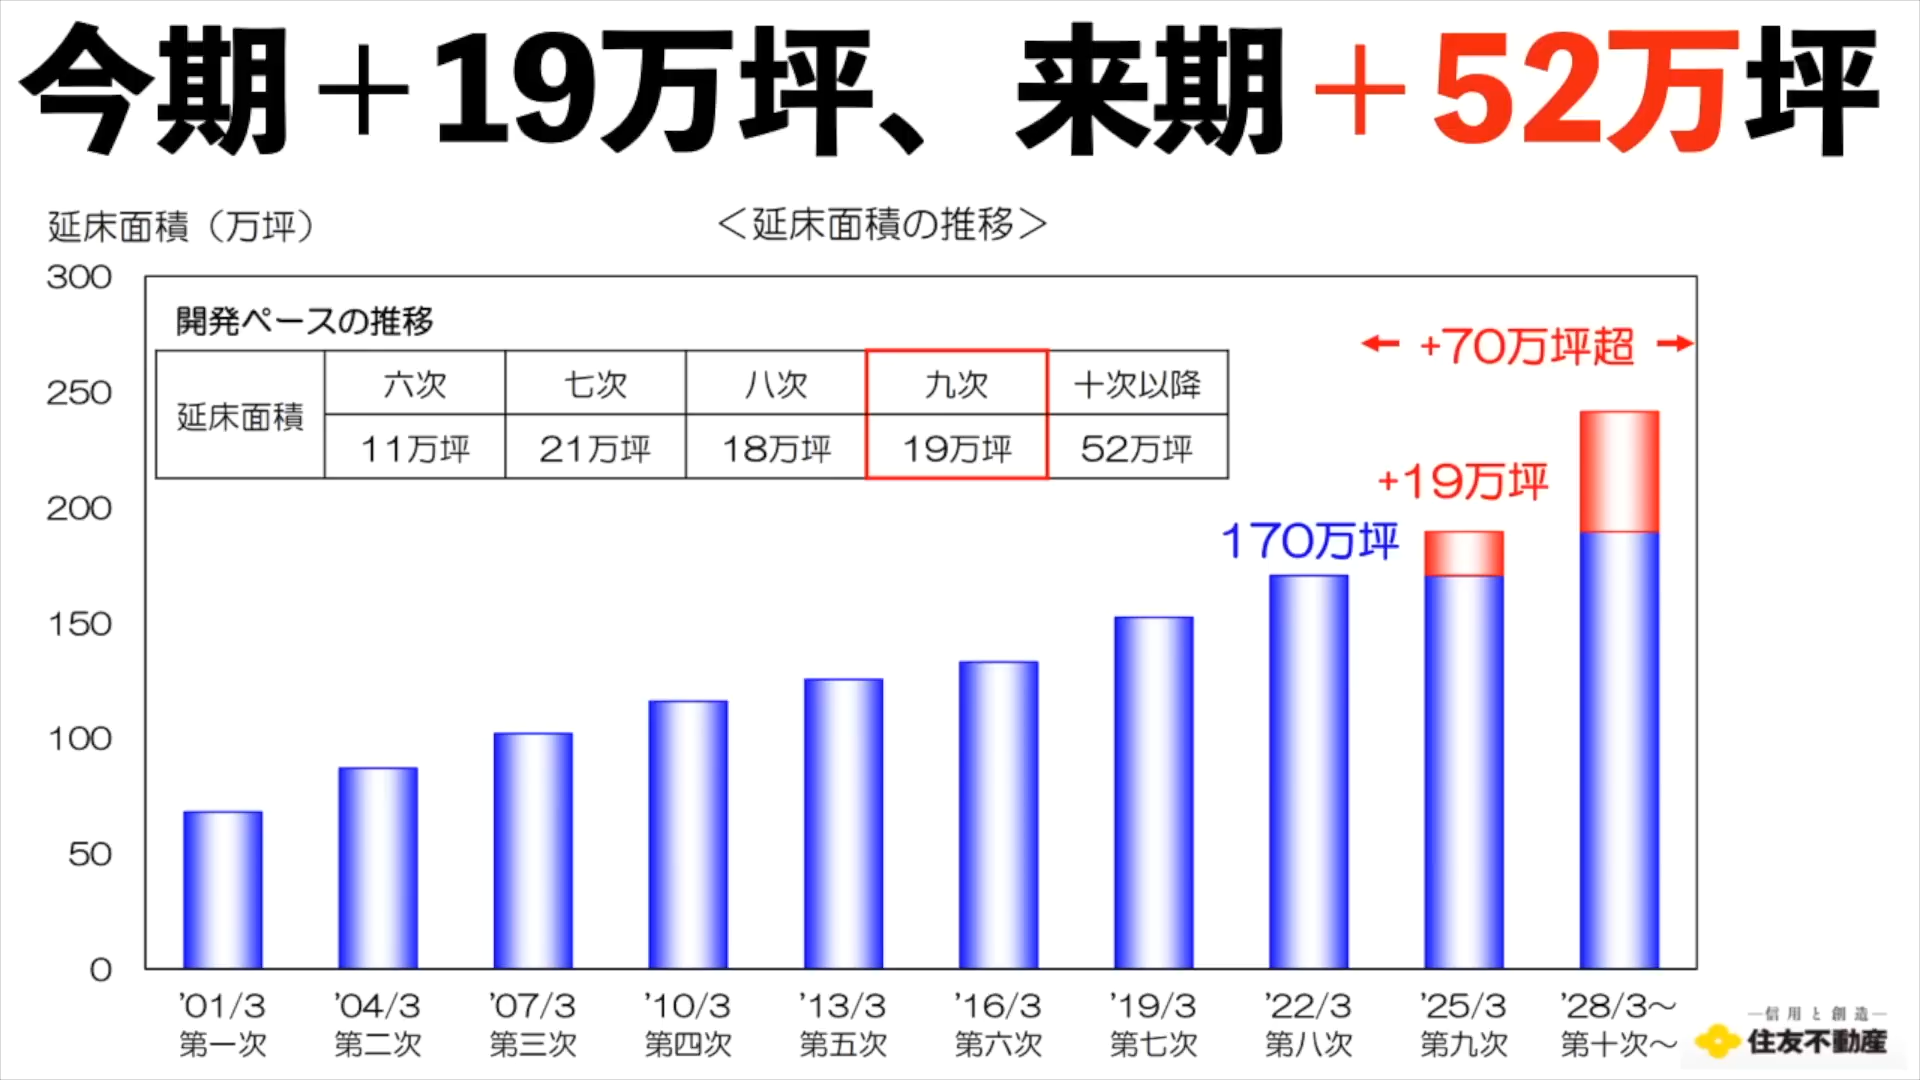 今期＋19万坪、来期＋52万坪
延床面積（万坪）
＜延床面積の推移＞
300
250
200
150
100
50
0
開発ペースの推移
延床面積 六次 七次 八次 九次 十次以降
11万坪 21万坪 18万坪 19万坪 52万坪
← +70万坪超 →
+19万坪
170万坪
'01/3 '04/3 '07/3 '10/3 '13/3 '16/3 '19/3 '22/3 '25/3 '28/3～
第一次 第二次 第三次 第四次 第五次 第六次 第七次 第八次 第九次 第十次～
—信用と創造—
住友不動産